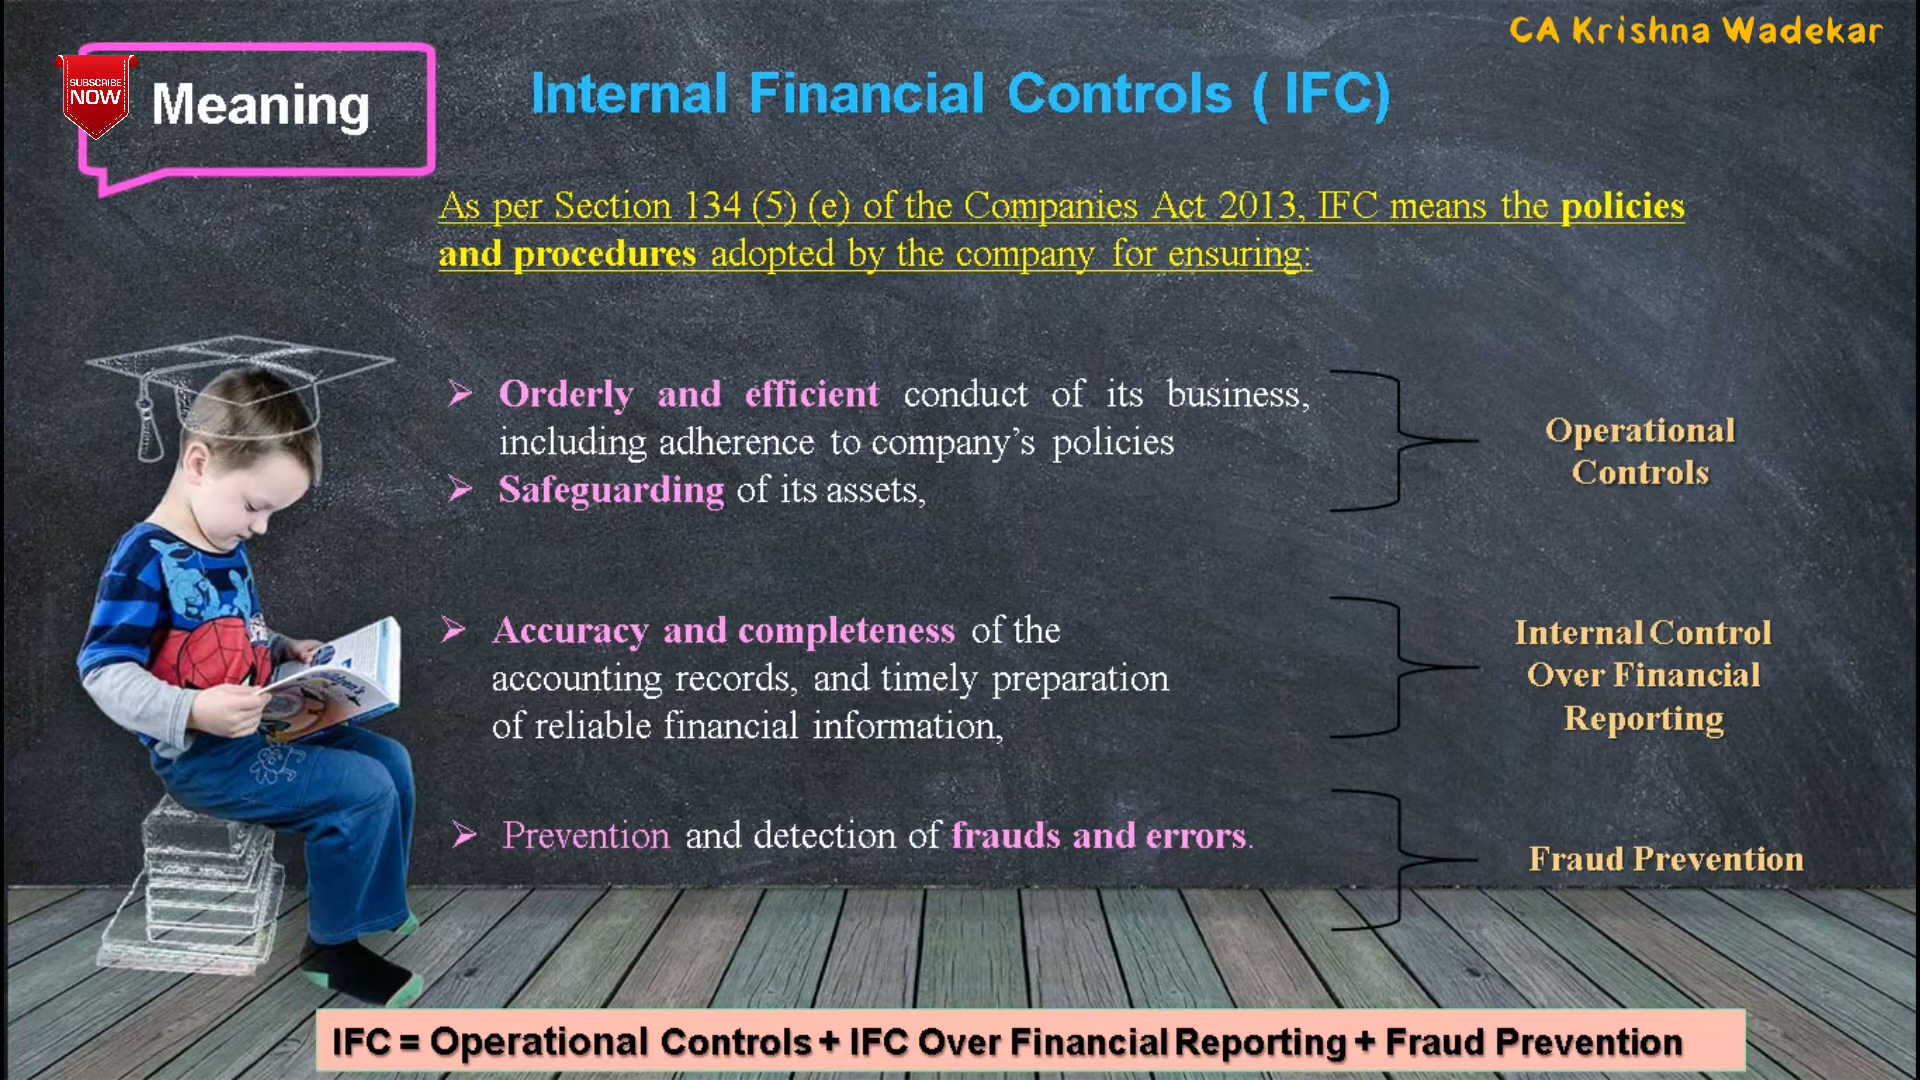 CA Krishna Wadekar
SUBSCRIBE
NOW
Meaning
Internal Financial Controls ( IFC)
As per Section 134 (5) (e) of the Companies Act 2013, IFC means the policies
and procedures adopted by the company for ensuring:
➢ Orderly and efficient conduct of its business,
including adherence to company's policies
➢ Safeguarding of its assets,
Operational
Controls
➢ Accuracy and completeness of the
accounting records, and timely preparation
of reliable financial information,
Internal Control
Over Financial
Reporting
➢ Prevention and detection of frauds and errors.
Fraud Prevention
IFC = Operational Controls + IFC Over Financial Reporting + Fraud Prevention